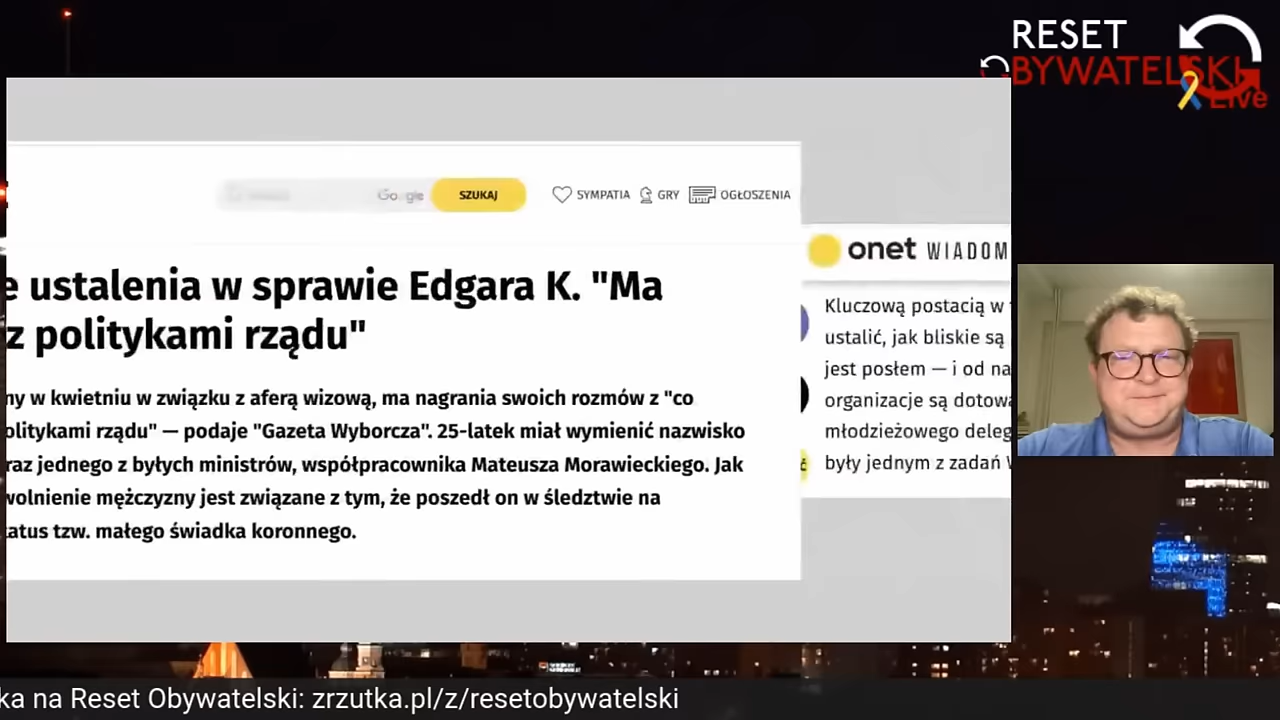 RESET
OBYWATELSKI
Live
Google
SZUKAJ
SYMPATIA
GRY
OGŁOSZENIA
e ustalenia w sprawie Edgara K. "Ma
z politykami rządu"
ny w kwietniu w związku z aferą wizową, ma nagrania swoich rozmów z "co
olitykami rządu" — podaje "Gazeta Wyborcza". 25-latek miał wymienić nazwisko
raz jednego z byłych ministrów, współpracownika Mateusza Morawieckiego. Jak
wolnienie mężczyzny jest związane z tym, że poszedł on w śledztwie na
tatus tzw. małego świadka koronnego.
onet WIADOM
Kluczową postacią w
ustalić, jak bliskie są
jest posłem — i od na
organizacje są dotowa
młodzieżowego deleg
były jednym z zadań W
ka na Reset Obywatelski: zrzutka.pl/z/resetobywatelski